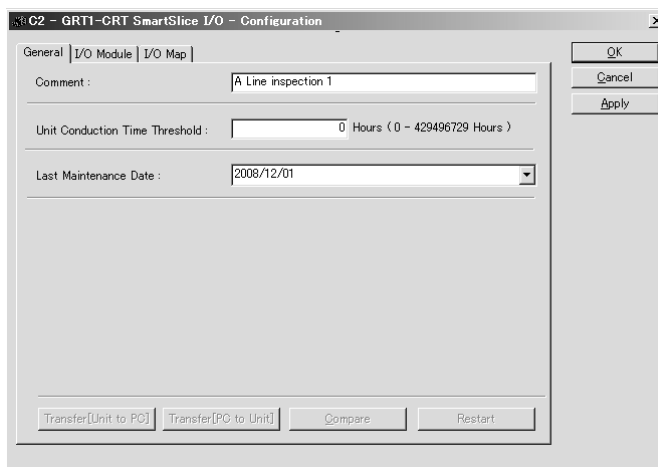 C2 - GRT1-CRT SmartSlice I/O - Configuration
General I/O Module I/O Map
OK
Comment : A Line inspection 1
Cancel
Apply
Unit Conduction Time Threshold : 0 Hours ( 0 - 429496729 Hours )
Last Maintenance Date : 2008/12/01
Transfer[Unit to PC] Transfer[PC to Unit] Compare Restart